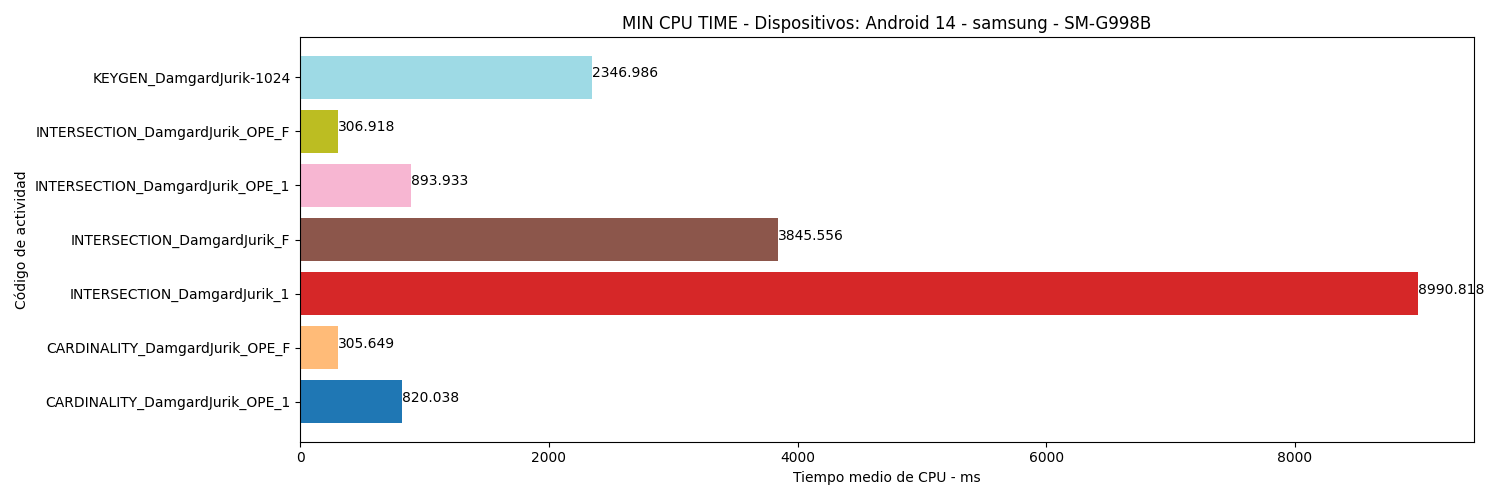 MIN CPU TIME - Dispositivos: Android 14 - samsung - SM-G998B
Código de actividad
KEYGEN_DamgardJurik-1024
2346.986
INTERSECTION_DamgardJurik_OPE_F
306.918
INTERSECTION_DamgardJurik_OPE_1
893.933
INTERSECTION_DamgardJurik_F
3845.556
INTERSECTION_DamgardJurik_1
8990.818
CARDINALITY_DamgardJurik_OPE_F
305.649
CARDINALITY_DamgardJurik_OPE_1
820.038
0 2000 4000 6000 8000
Tiempo medio de CPU - ms